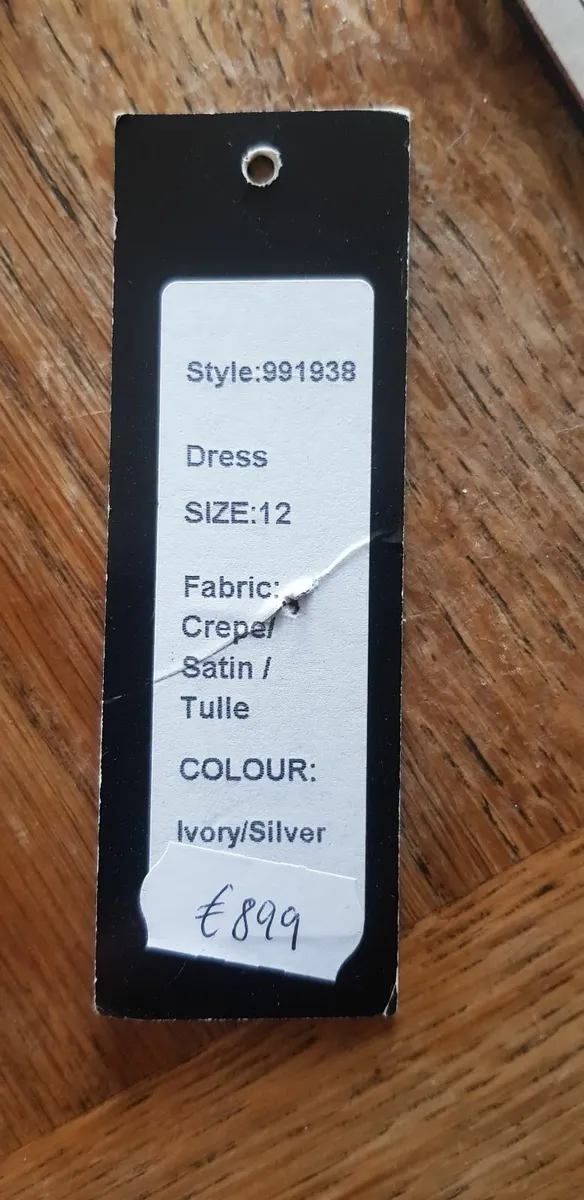 Style:991938
Dress
SIZE:12
Fabric:
Crepe/
Satin /
Tulle
COLOUR:
Ivory/Silver
€899